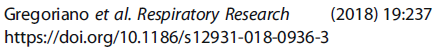 Gregoriano et al. Respiratory Research (2018) 19:237
https://doi.org/10.1186/s12931-018-0936-3